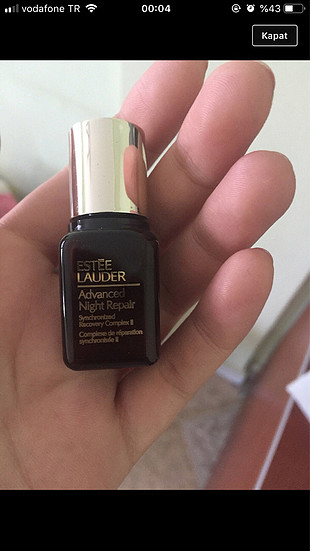 vodafone TR
00:04
%43
Kapat
ESTĒE
LAUDER
Advanced
Night Repair
Synchronized
Recovery Complex II
Complexe de réparation
synchronisée II